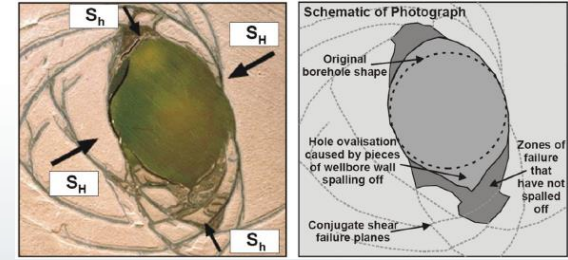 Sh
SH
SH
Sh
Schematic of Photograph
Original
borehole shape
Hole ovalisation
caused by pieces
of wellbore wall
spalling off
Zones of
failure
that
have not
spalled
off
Conjugate shear
failure planes